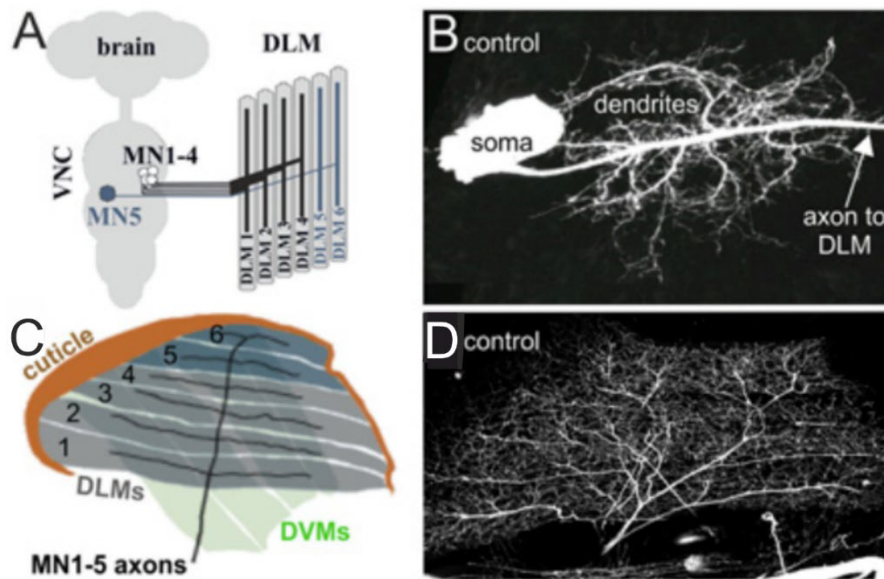 A
brain
DLM
VNC
MN1-4
MN5
DLM 1
DLM 2
DLM 3
DLM 4
DLM 5
DLM 6
B control
soma
dendrites
axon to
DLM
C
cuticle
6
5
4
3
2
1
DLMs
DVMs
MN1-5 axons
D control